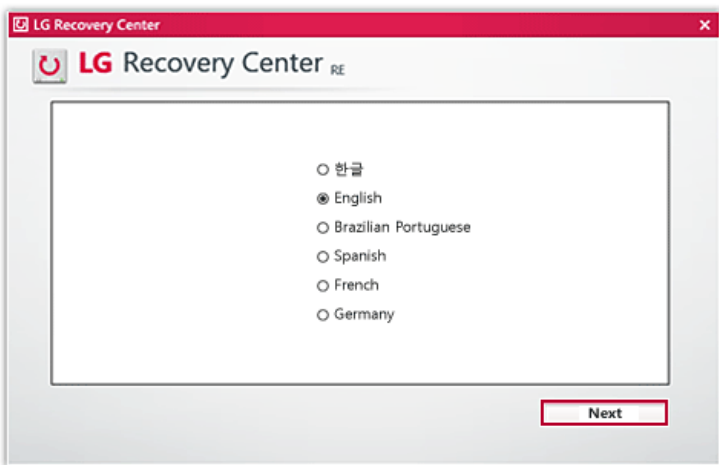 LG Recovery Center
LG Recovery Center RE
한글
English
Brazilian Portuguese
Spanish
French
Germany
Next